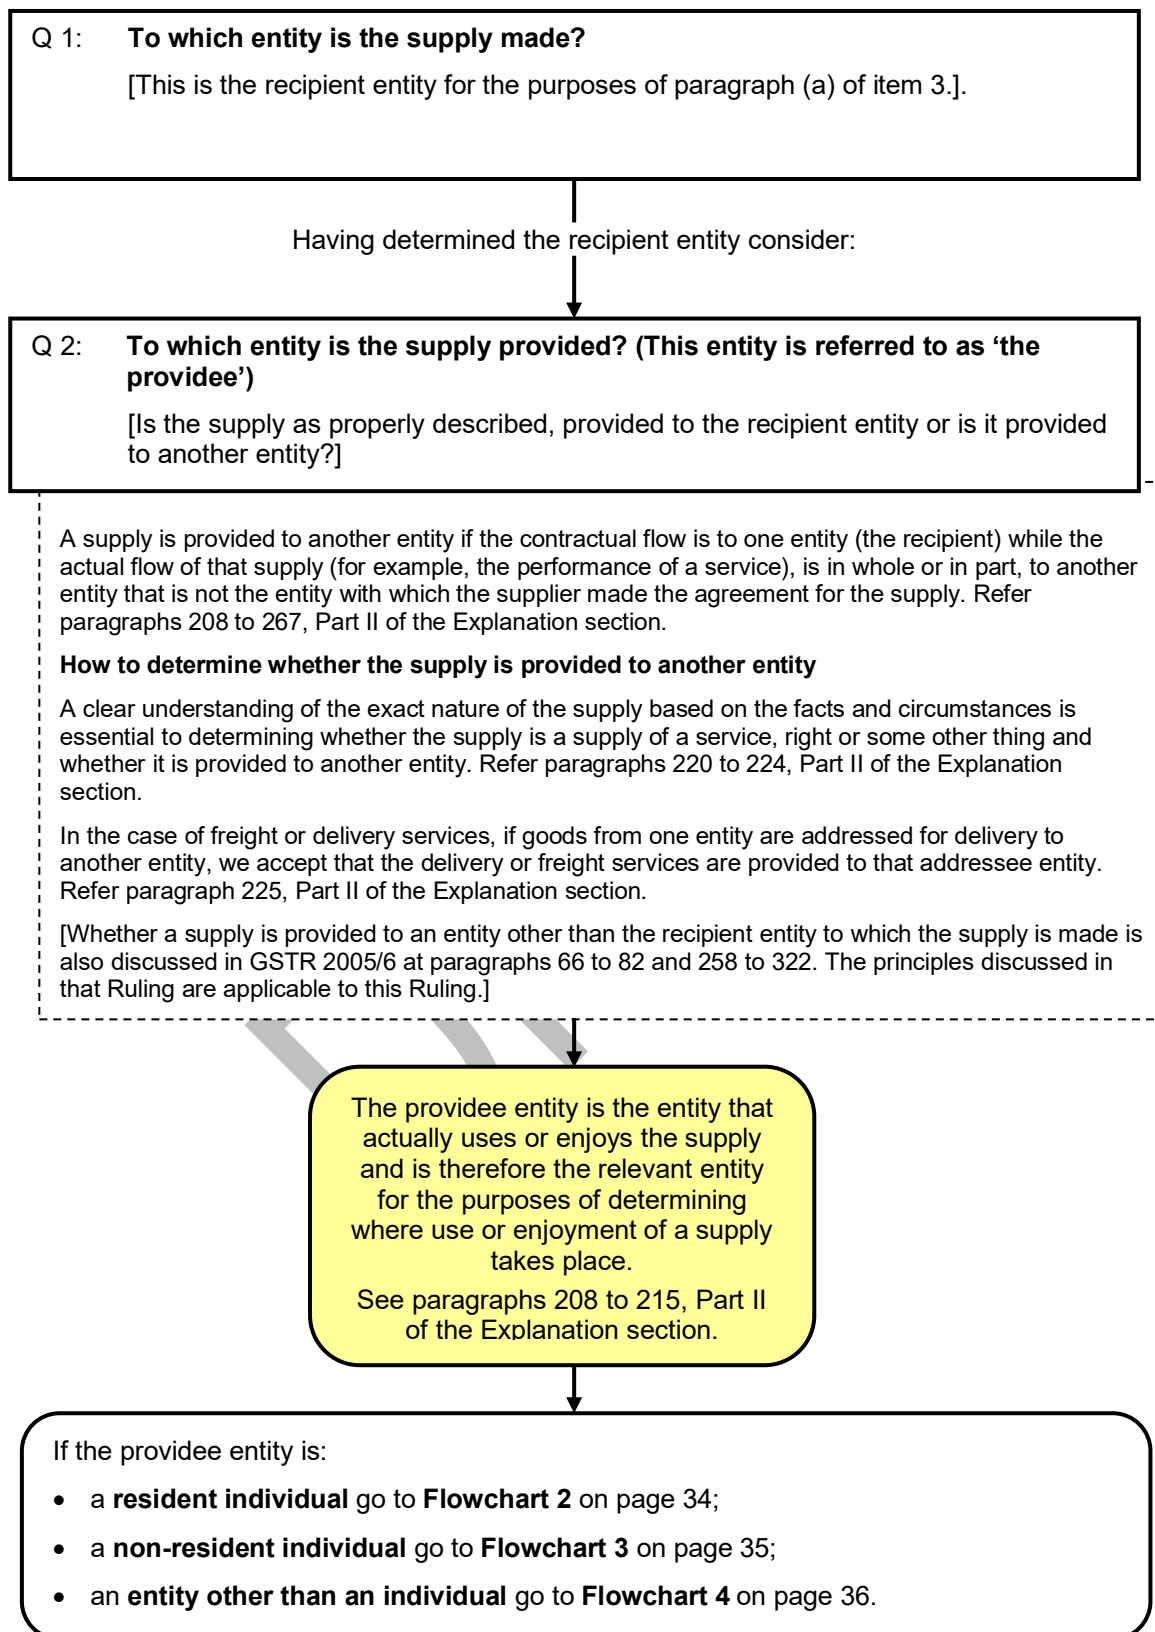 Q 1: To which entity is the supply made?
[This is the recipient entity for the purposes of paragraph (a) of item 3.].
Having determined the recipient entity consider:
Q 2: To which entity is the supply provided? (This entity is referred to as ‘the
providee’)
[Is the supply as properly described, provided to the recipient entity or is it provided
to another entity?]
A supply is provided to another entity if the contractual flow is to one entity (the recipient) while the
actual flow of that supply (for example, the performance of a service), is in whole or in part, to another
entity that is not the entity with which the supplier made the agreement for the supply. Refer
paragraphs 208 to 267, Part II of the Explanation section.
How to determine whether the supply is provided to another entity
A clear understanding of the exact nature of the supply based on the facts and circumstances is
essential to determining whether the supply is a supply of a service, right or some other thing and
whether it is provided to another entity. Refer paragraphs 220 to 224, Part II of the Explanation
section.
In the case of freight or delivery services, if goods from one entity are addressed for delivery to
another entity, we accept that the delivery or freight services are provided to that addressee entity.
Refer paragraph 225, Part II of the Explanation section.
[Whether a supply is provided to an entity other than the recipient entity to which the supply is made is
also discussed in GSTR 2005/6 at paragraphs 66 to 82 and 258 to 322. The principles discussed in
that Ruling are applicable to this Ruling.]
The providee entity is the entity that
actually uses or enjoys the supply
and is therefore the relevant entity
for the purposes of determining
where use or enjoyment of a supply
takes place.
See paragraphs 208 to 215, Part II
of the Explanation section.
If the providee entity is:
• a resident individual go to Flowchart 2 on page 34;
• a non-resident individual go to Flowchart 3 on page 35;
• an entity other than an individual go to Flowchart 4 on page 36.